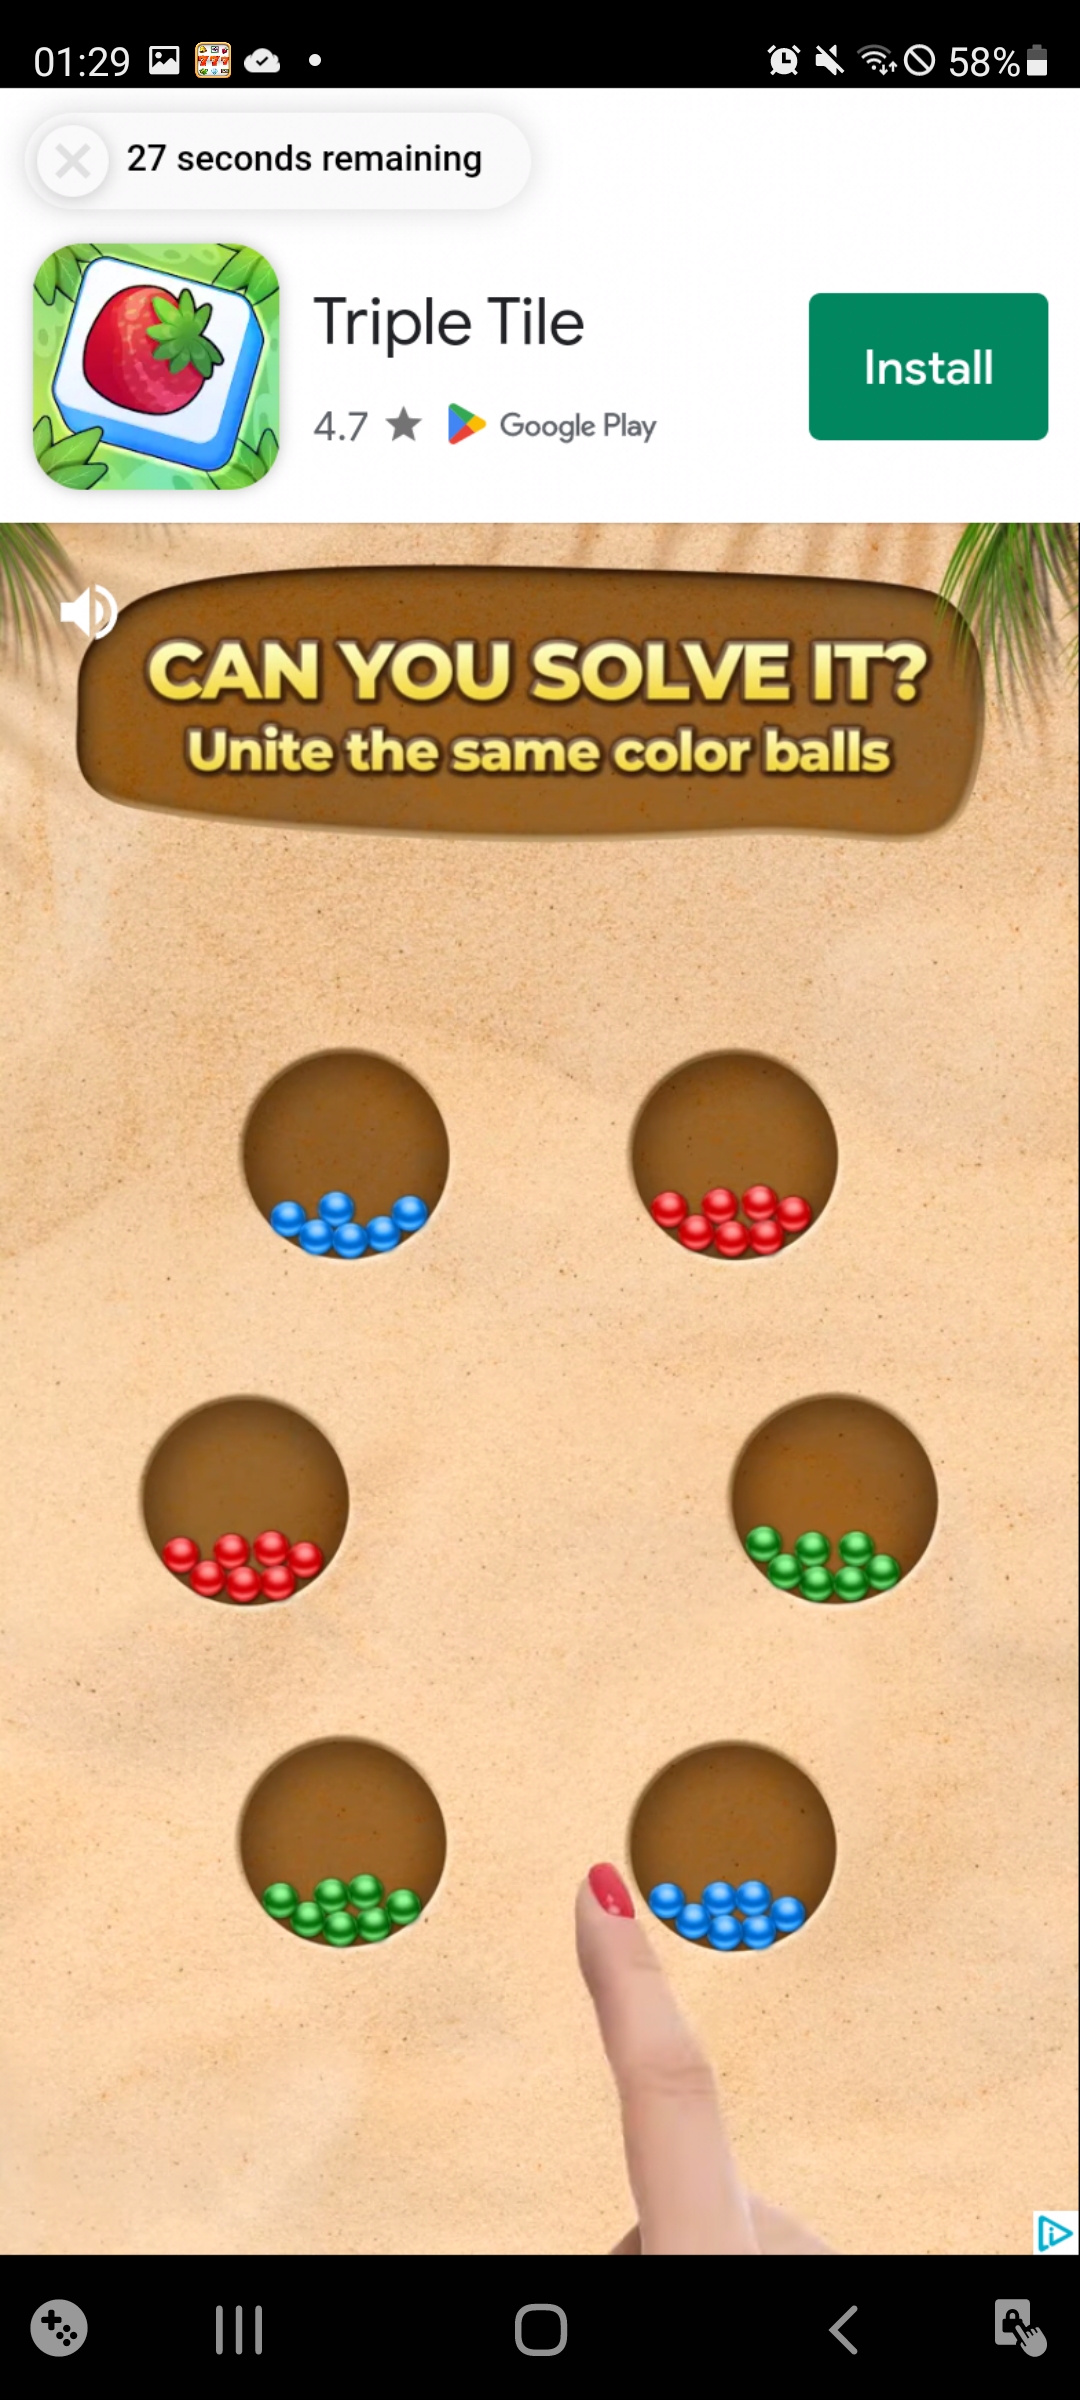 01:29
58%
27 seconds remaining
Triple Tile
4.7 ★ Google Play
Install
CAN YOU SOLVE IT?
Unite the same color balls